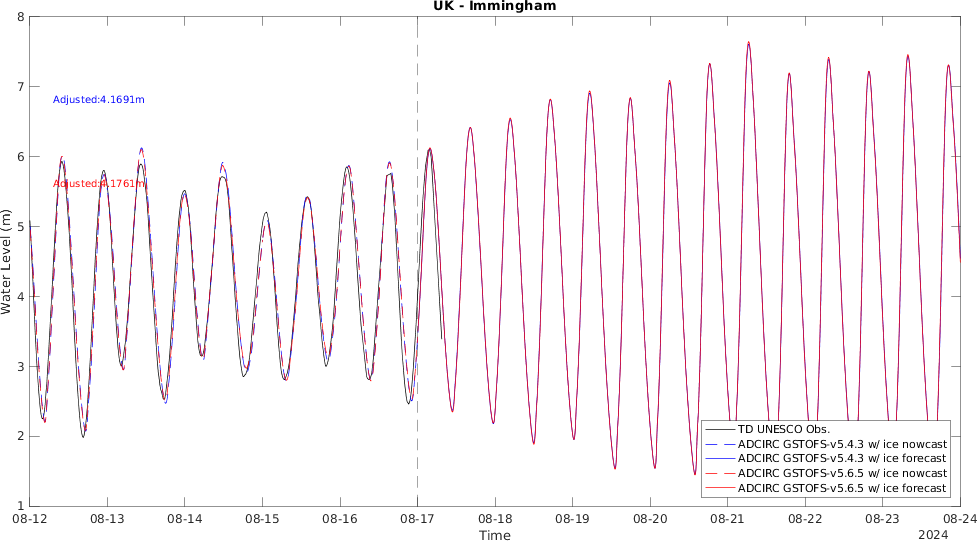 UK - Immingham
8
7
6
5
4
3
2
1
Water Level (m)
Adjusted:4.1691m
Adjusted:4.1761m
TD UNESCO Obs.
ADCIRC GSTOFS-v5.4.3 w/ ice nowcast
ADCIRC GSTOFS-v5.4.3 w/ ice forecast
ADCIRC GSTOFS-v5.6.5 w/ ice nowcast
ADCIRC GSTOFS-v5.6.5 w/ ice forecast
08-12 08-13 08-14 08-15 08-16 08-17 08-18 08-19 08-20 08-21 08-22 08-23 08-24
Time
2024